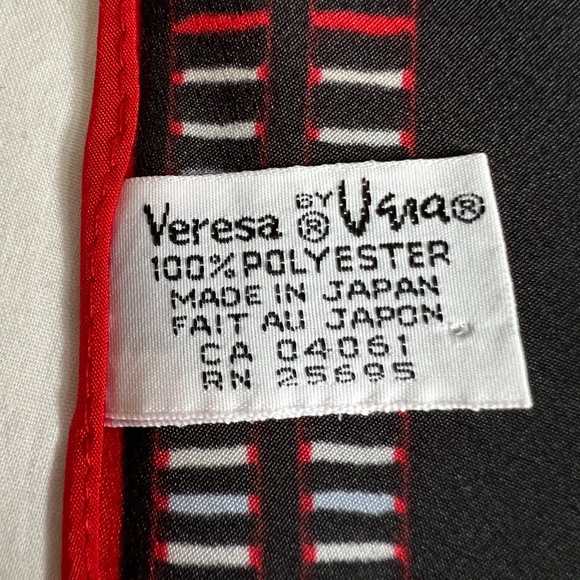 Veresa ® BY Vera®
100% POLYESTER
MADE IN JAPAN
FAIT AU JAPON
CA 04061
RN 25695